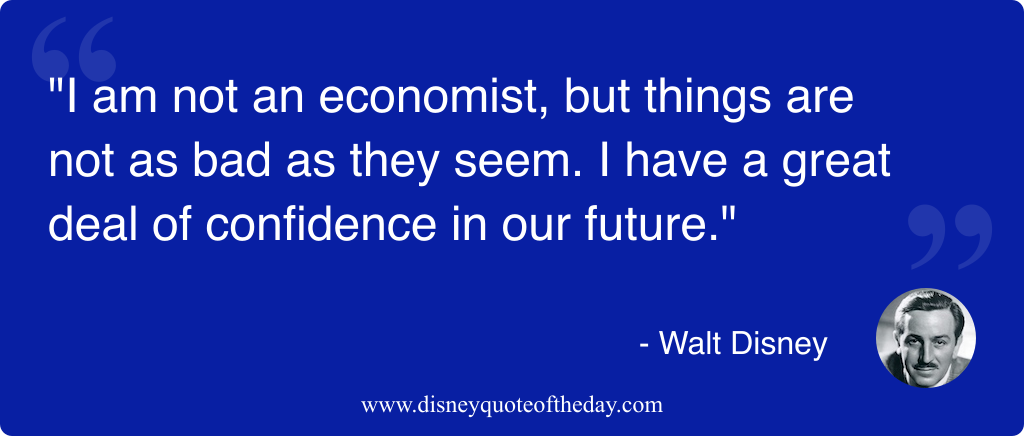 "I am not an economist, but things are
not as bad as they seem. I have a great
deal of confidence in our future."
- Walt Disney
www.disneyquoteoftheday.com